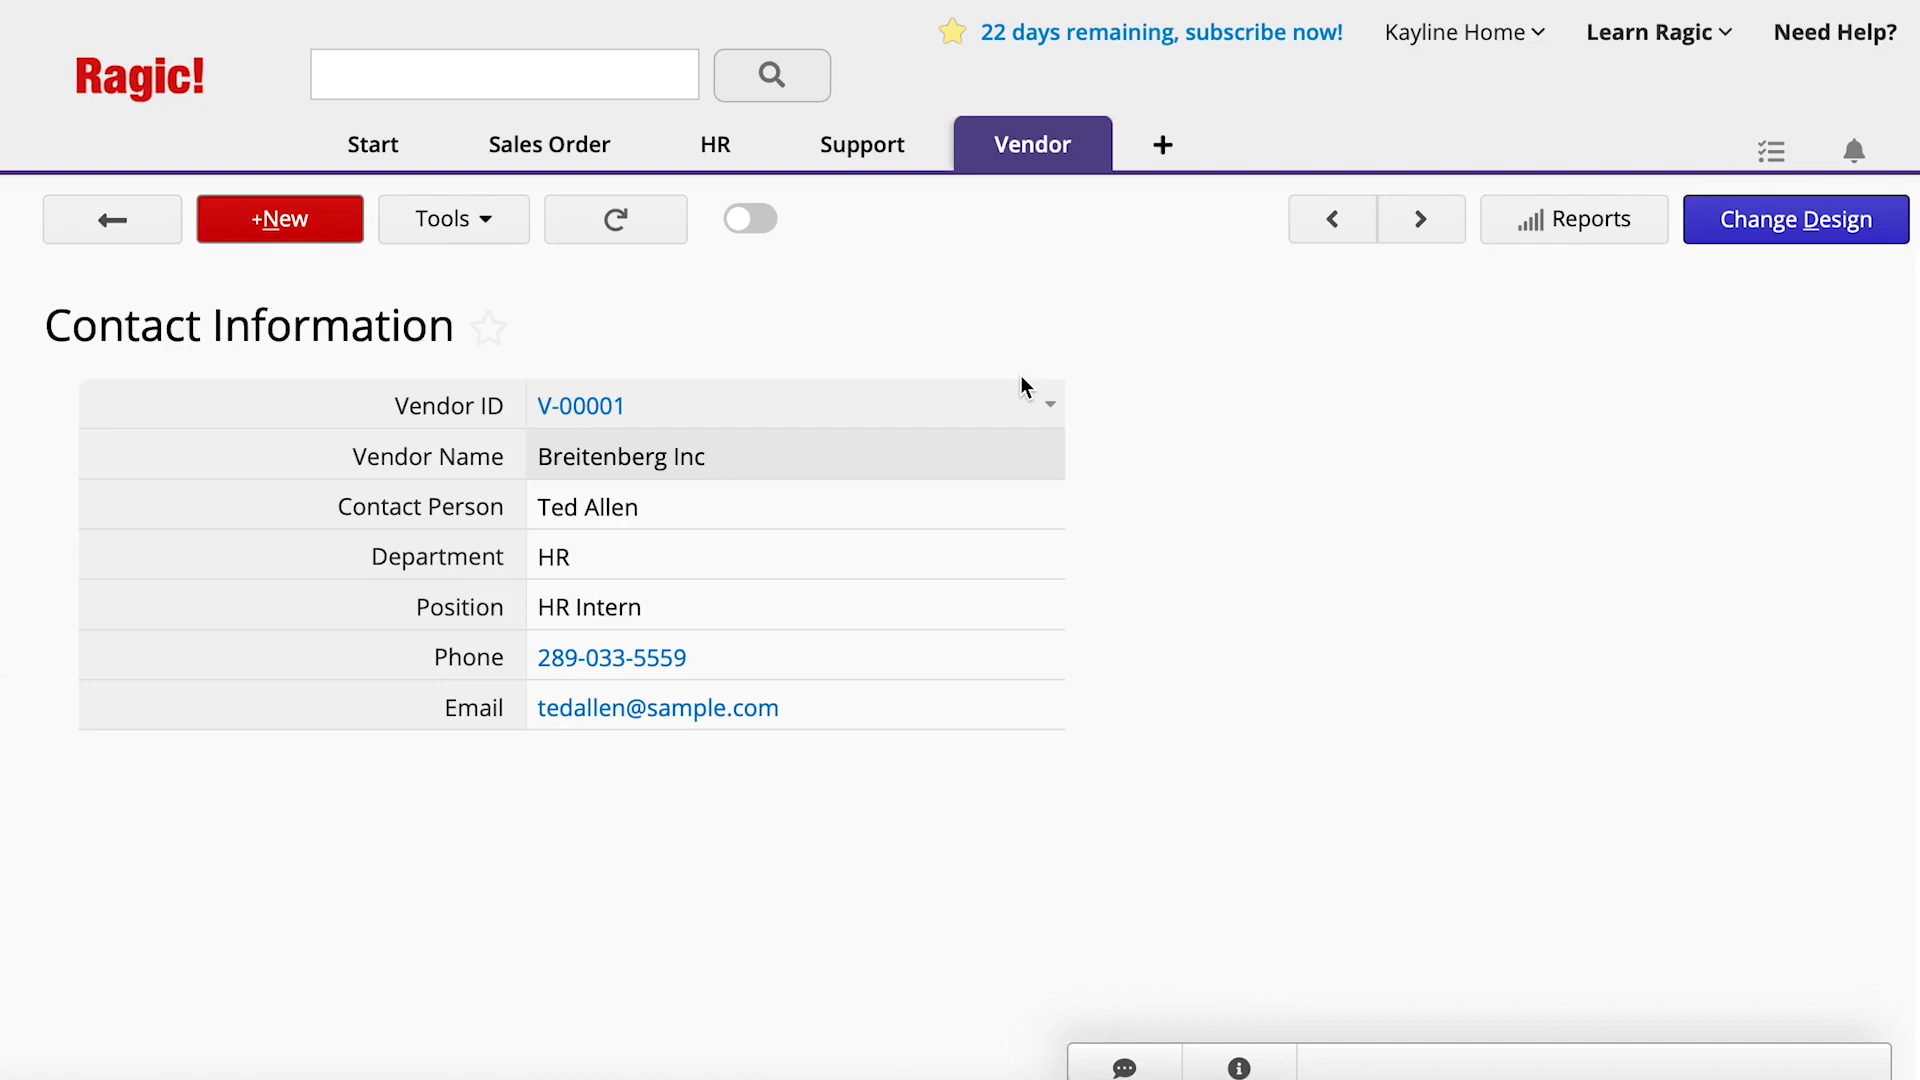 22 days remaining, subscribe now! Kayline Home Learn Ragic Need Help?
Ragic!
Start Sales Order HR Support Vendor +
+New Tools Reports Change Design
Contact Information
Vendor ID V-00001
Vendor Name Breitenberg Inc
Contact Person Ted Allen
Department HR
Position HR Intern
Phone 289-033-5559
Email tedallen@sample.com